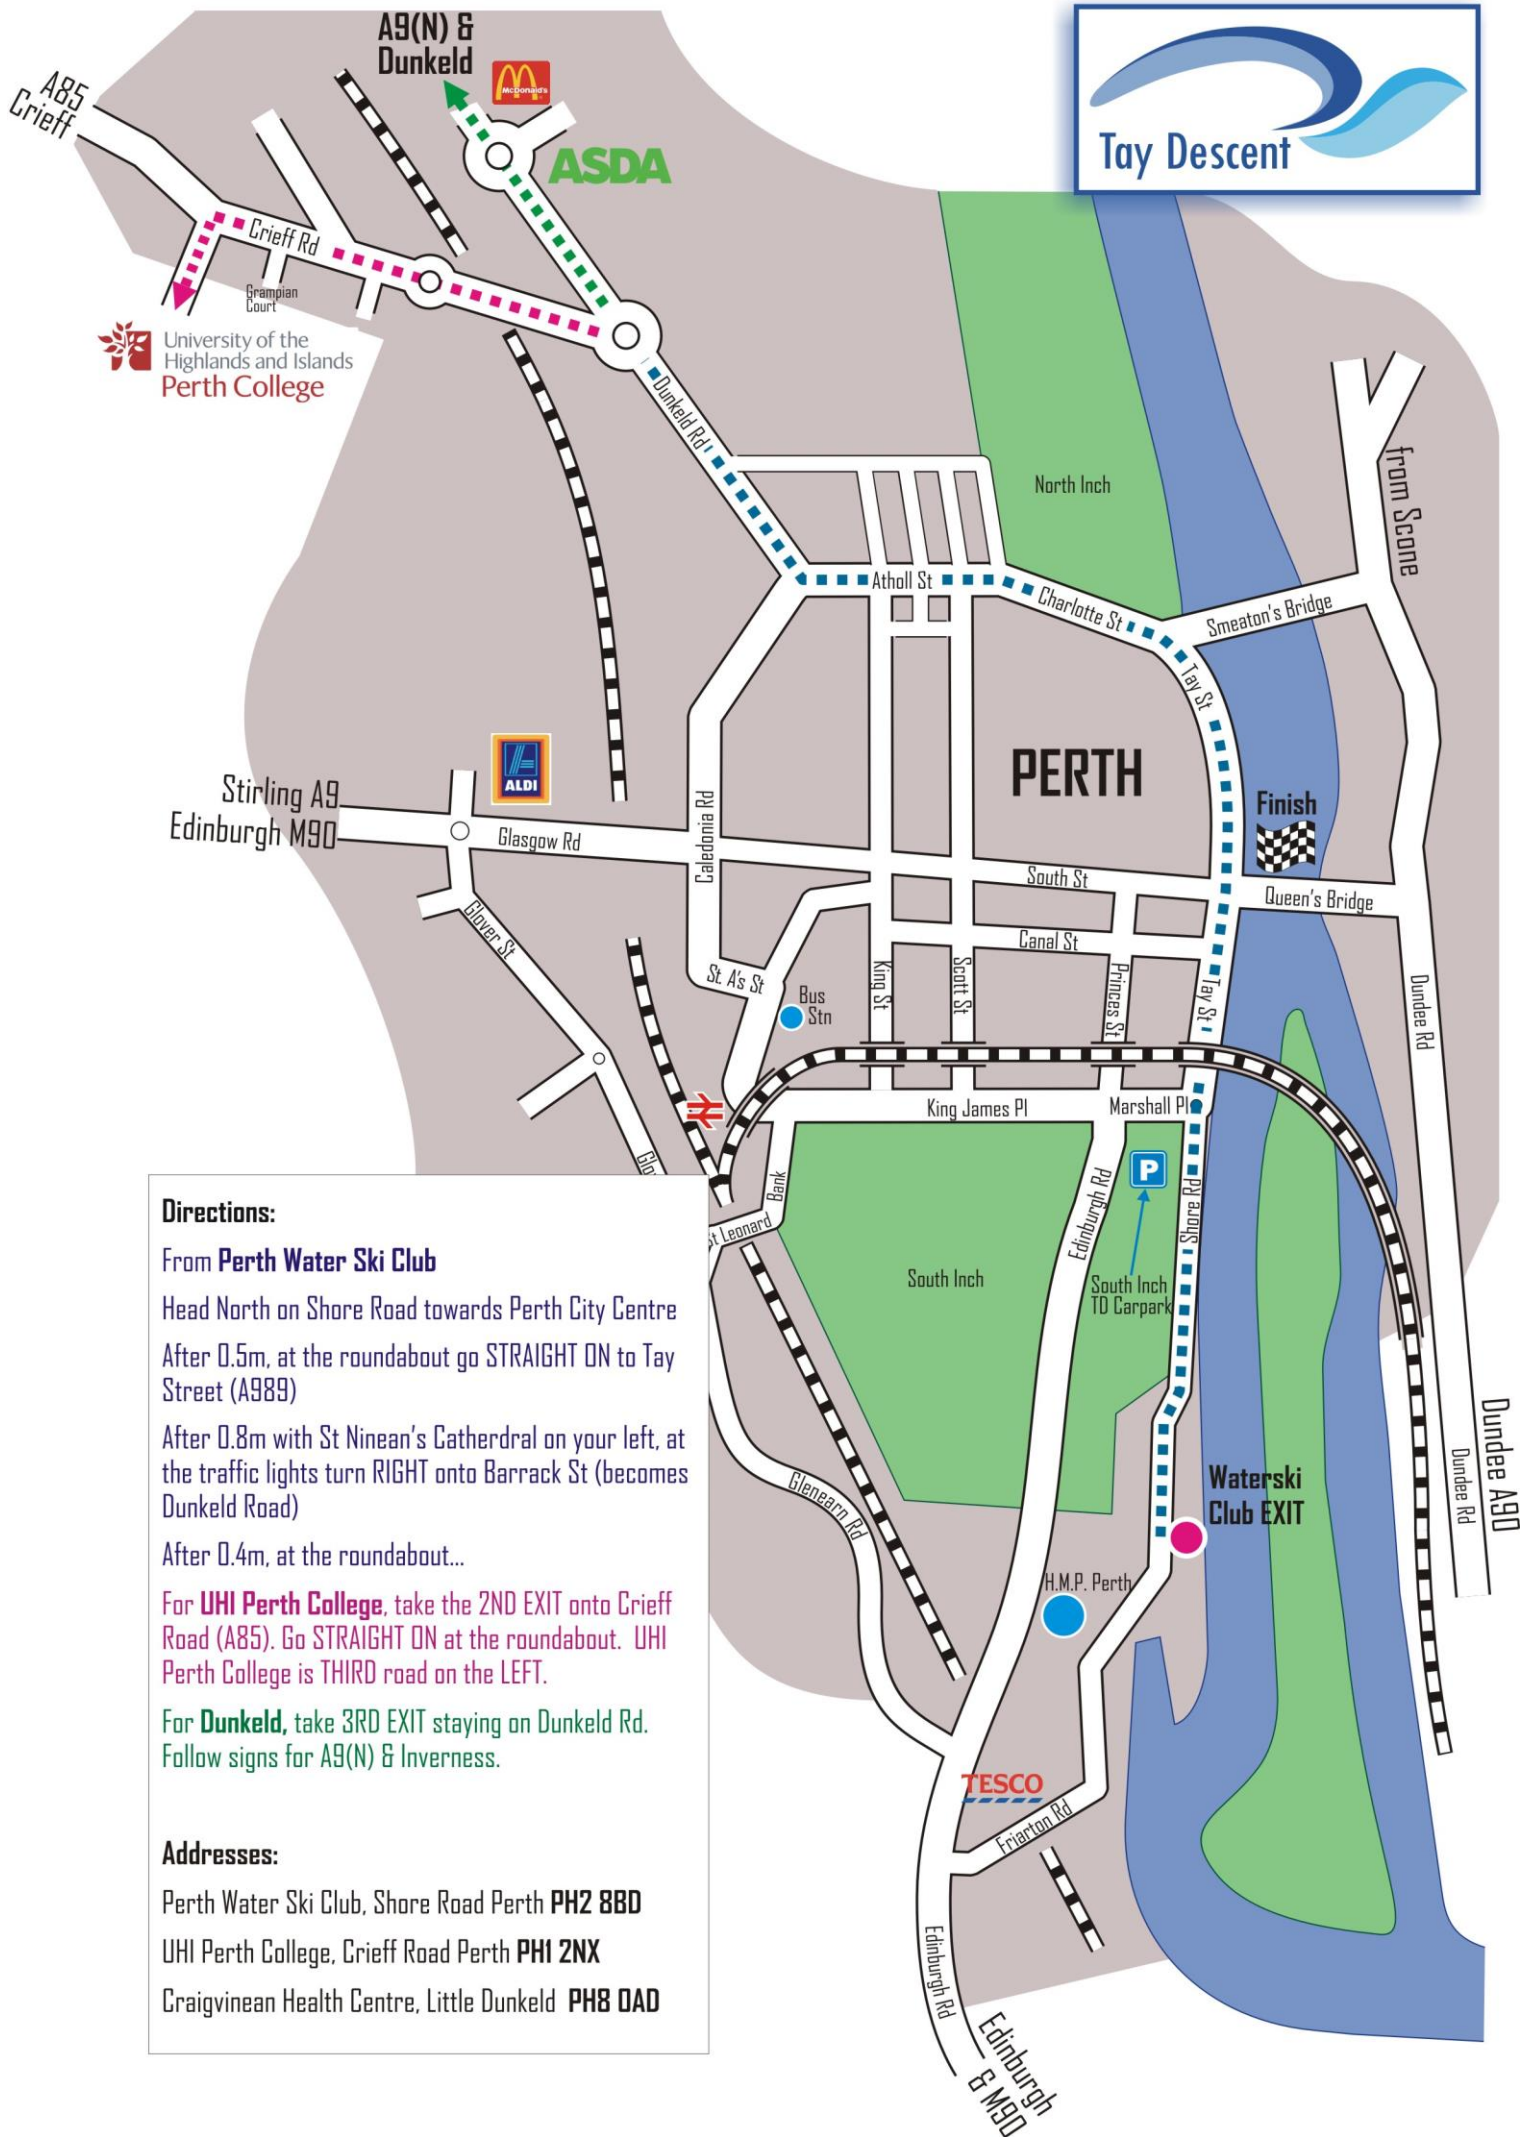 A9(N) &
Dunkeld
McDonald's
ASDA
A85
Crieff
Tay Descent
Crieff Rd
Grampian
Court
University of the
Highlands and Islands
Perth College
Dunkeld Rd
North Inch
from Scone
Atholl St
Charlotte St
Smeaton's Bridge
Tay St
PERTH
ALDI
Stirling A9
Edinburgh M90
Glasgow Rd
Caledonia Rd
Finish
South St
Queen's Bridge
Glover St
Canal St
St. A's St
King St
Scott St
Princes St
Tay St
Dundee Rd
Bus
Stn
King James Pl
Marshall Pl
Glo
P
Bank
St Leonard
Edinburgh Rd
Shore Rd
South Inch
South Inch
TD Carpark
Glenearn Rd
Waterski
Club EXIT
Dundee Rd
Dundee A90
H.M.P. Perth
TESCO
Friarton Rd
Edinburgh Rd
Edinburgh
& M90
Directions:
From Perth Water Ski Club
Head North on Shore Road towards Perth City Centre
After 0.5m, at the roundabout go STRAIGHT ON to Tay
Street (A989)
After 0.8m with St Ninean's Catherdral on your left, at
the traffic lights turn RIGHT onto Barrack St (becomes
Dunkeld Road)
After 0.4m, at the roundabout...
For UHI Perth College, take the 2ND EXIT onto Crieff
Road (A85). Go STRAIGHT ON at the roundabout. UHI
Perth College is THIRD road on the LEFT.
For Dunkeld, take 3RD EXIT staying on Dunkeld Rd.
Follow signs for A9(N) & Inverness.
Addresses:
Perth Water Ski Club, Shore Road Perth PH2 8BD
UHI Perth College, Crieff Road Perth PH1 2NX
Craigvinean Health Centre, Little Dunkeld PH8 0AD